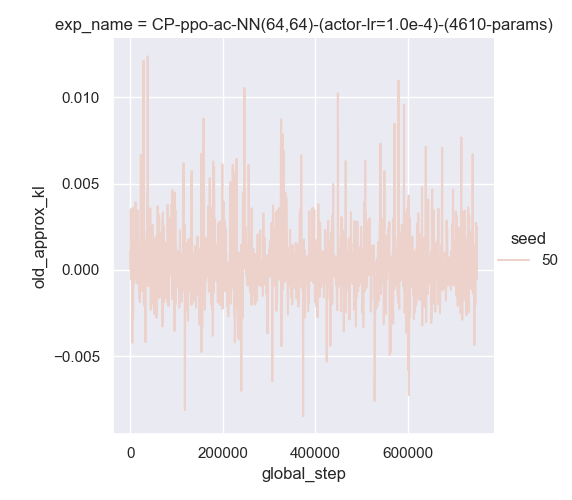 exp_name = CP-ppo-ac-NN(64,64)-(actor-lr=1.0e-4)-(4610-params)
0.010
0.005
0.000
−0.005
old_approx_kl
0
200000
400000
600000
global_step
seed
50